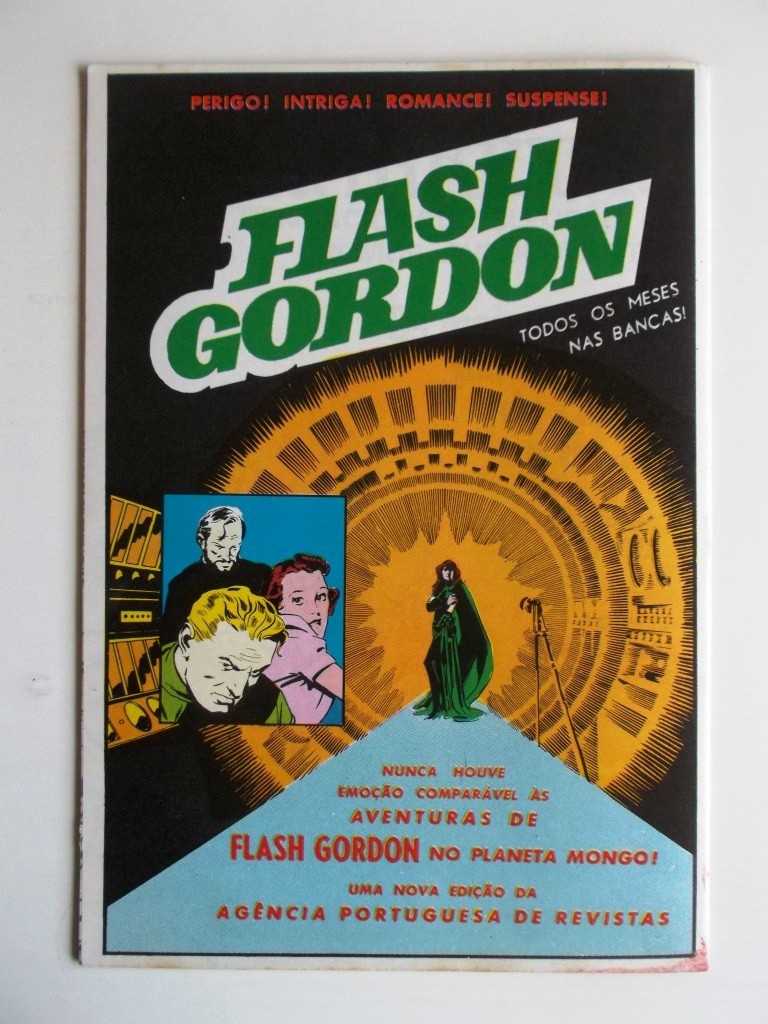 PERIGO! INTRIGA! ROMANCE! SUSPENSE!
FLASH
GORDON
TODOS OS MESES
NAS BANCAS!
NUNCA HOUVE
EMOÇÃO COMPARÁVEL ÀS
AVENTURAS DE
FLASH GORDON NO PLANETA MONGO!
UMA NOVA EDIÇÃO DA
AGÊNCIA PORTUGUESA DE REVISTAS